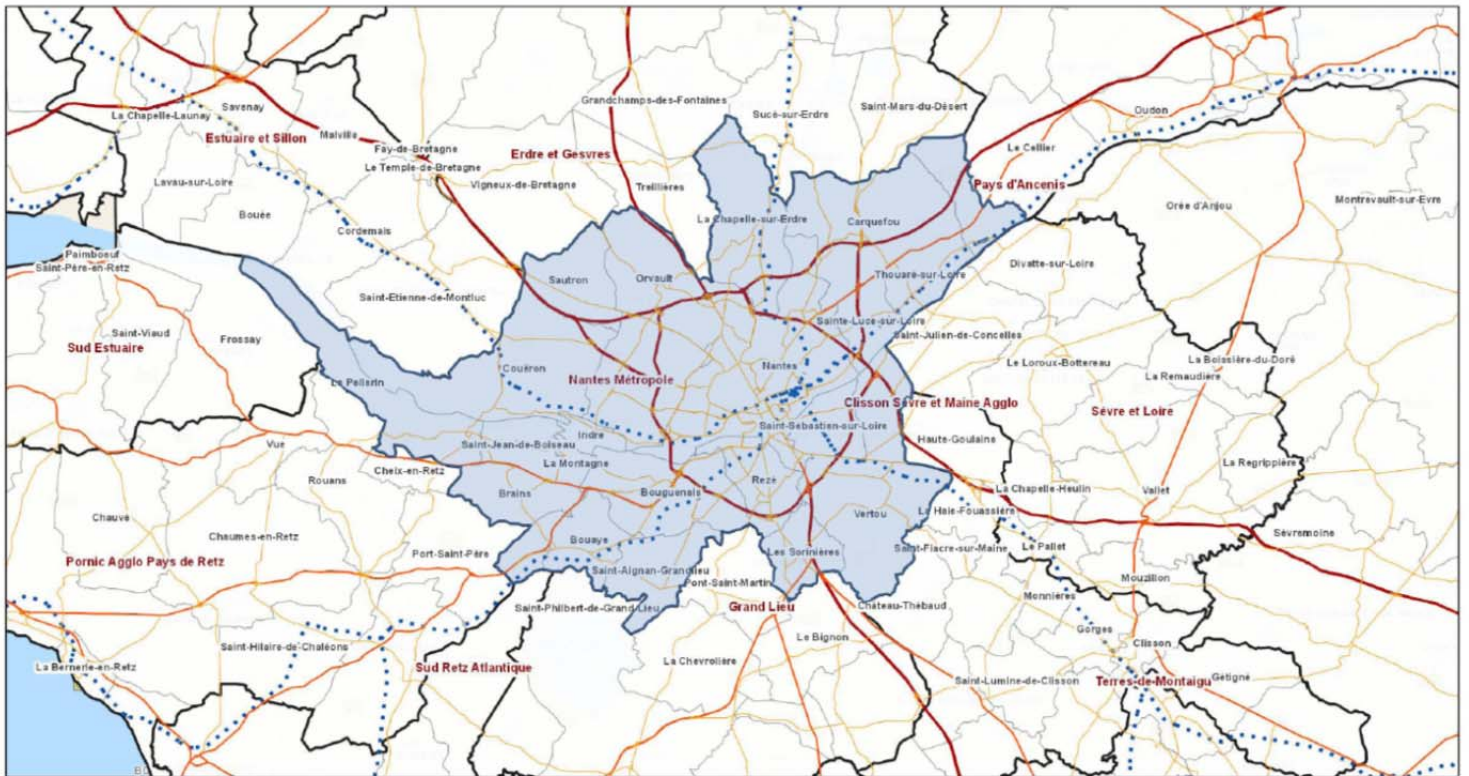 Grandchamps-des-Fontaines
Savenay
Sucé-sur-Erdre
Saint-Mars-du-Désert
Oudon
La Chapelle-Launay
Estuaire et Sillon
Malville
Fay-de-Bretagne
Erdre et Gesvres
Le Cellier
Le Temple-de-Bretagne
Lavau-sur-Loire
Vigneux-de-Bretagne
Treillières
Pays d'Ancenis
Montrevault-sur-Evre
Orée d'Anjou
Bouée
La Chapelle-sur-Erdre
Carquefou
Cordemais
Paimboeuf
Saint-Père-en-Retz
Divatte-sur-Loire
Sautron
Orvault
Thouaré-sur-Loire
Saint-Etienne-de-Montluc
Sainte-Luce-sur-Loire
Saint-Viaud
Frossay
Saint-Julien-de-Concelles
Sud Estuaire
La Boissière-du-Doré
Le Loroux-Bottereau
Couëron
Nantes
La Remaudière
Le Pellerin
Nantes Métropole
Clisson Sèvre et Maine Agglo
Sèvre et Loire
Saint-Sébastien-sur-Loire
Indre
Vue
Saint-Jean-de-Boiseau
Haute-Goulaine
La Montagne
La Regrippière
Cheix-en-Retz
Rouans
Rezé
La Chapelle-Heulin
Brains
Bouguenais
Vallet
Chauvé
La Haie-Fouassière
Vertou
Sèvremoine
Chaumes-en-Retz
Bouaye
Port-Saint-Père
Les Sorinières
Saint-Fiacre-sur-Maine
Le Pallet
Pornic Agglo Pays de Retz
Saint-Aignan-Grandlieu
Mouzillon
Pont-Saint-Martin
Monnières
Saint-Philbert-de-Grand Lieu
Grand Lieu
Château-Thébaud
Gorges
Le Bignon
Clisson
Saint-Hilaire-de-Chaléons
La Chevrolière
La Bernerie-en-Retz
Sud Retz Atlantique
Saint-Lumine-de-Clisson
Terres-de-Montaigu
Gétigné